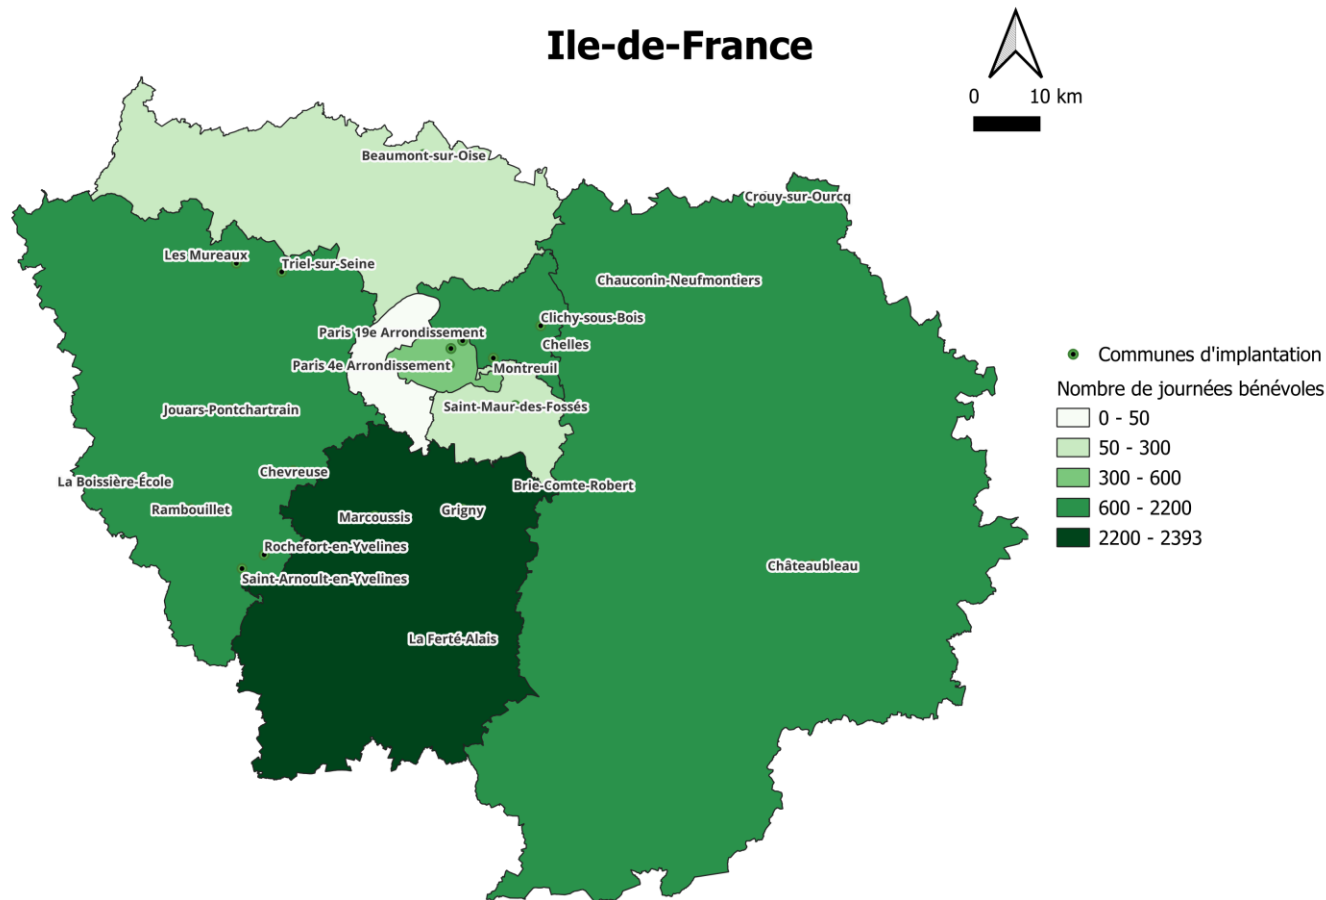 Ile-de-France
0 10 km
Beaumont-sur-Oise
Crouy-sur-Ourcq
Les Mureaux
Triel-sur-Seine
Chauconin-Neufmontiers
Clichy-sous-Bois
Paris 19e Arrondissement
Chelles
Paris 4e Arrondissement
Montreuil
Jouars-Pontchartrain
Saint-Maur-des-Fossés
Chevreuse
La Boissière-École
Brie-Comte-Robert
Rambouillet
Marcoussis
Grigny
Rochefort-en-Yvelines
Châteaubleau
Saint-Arnoult-en-Yvelines
La Ferté-Alais
Communes d'implantation
Nombre de journées bénévoles
0 - 50
50 - 300
300 - 600
600 - 2200
2200 - 2393